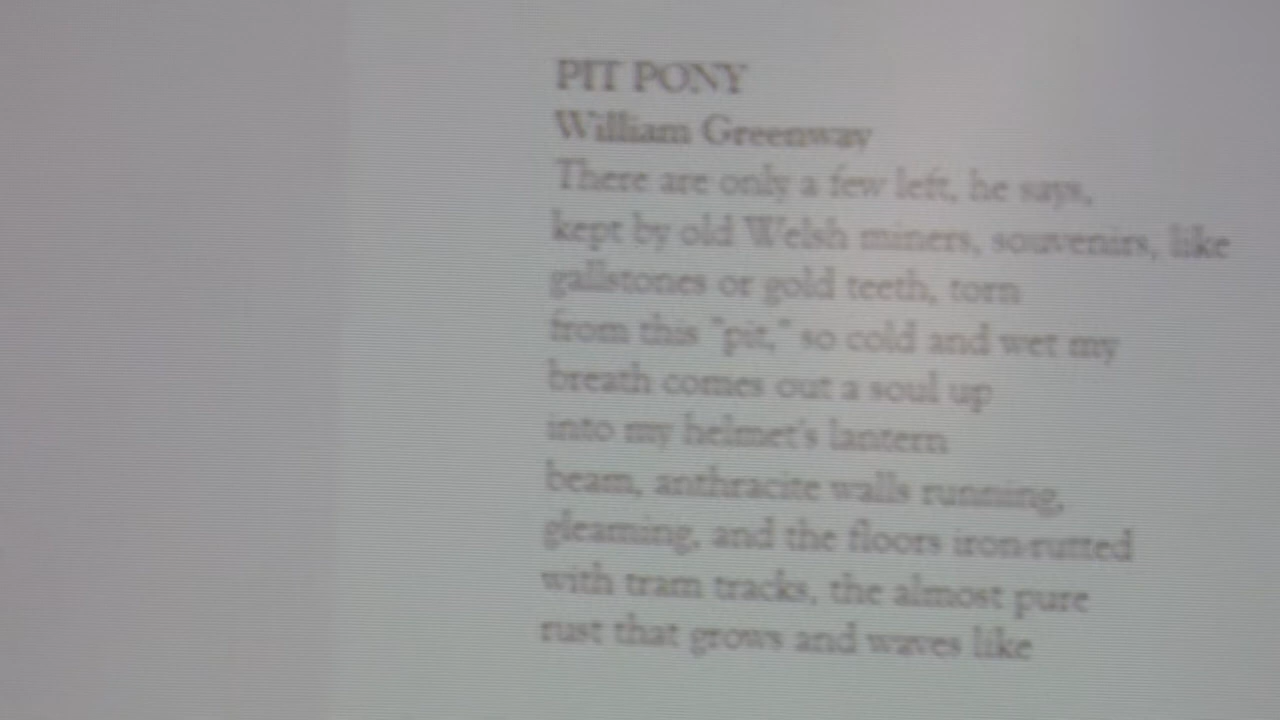 PIT PONY
William Greenway
There are only a few left, he says,
kept by old Welsh miners, souvenirs, like
gallstones or gold teeth, torn
from this "pit," so cold and wet my
breath comes out a soul up
into my helmet's lantern
beam, anthracite walls running,
gleaming, and the floors iron-rutted
with tram tracks, the almost pure
rust that grows and waves like